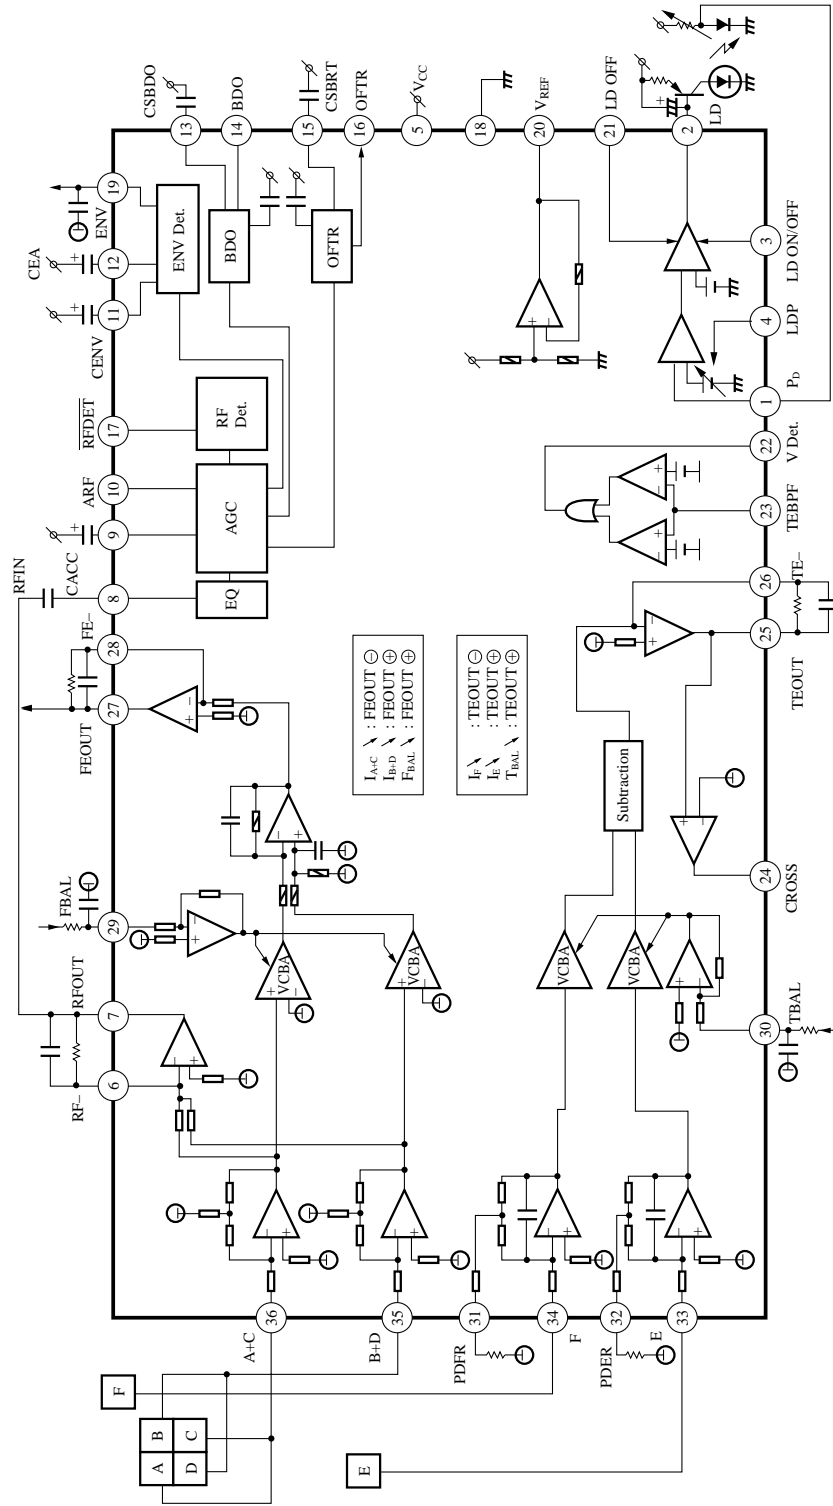 CSBDO
13
BDO
14
CSBRT
15
OFTR
16
VCC
5
18
VREF
20
LD OFF
21
LD
2
19
ENV
CEA
12
11
CENV
ENV Det.
BDO
OFTR
RFDET
17
ARF
10
9
CACC
RFIN
8
RF
Det.
AGC
EQ
+
−
3
LD ON/OFF
4
LDP
1
PD
22
V Det.
23
TEBPF
26
TE−
25
TEOUT
FE−
28
27
FEOUT
IA+C : FEOUT −
IB+D : FEOUT +
FBAL : FEOUT +
IF : TEOUT −
IE : TEOUT +
TBAL : TEOUT +
Subtraction
24
CROSS
FBAL
29
VCBA
VCBA
VCBA
VCBA
RFOUT
7
6
RF−
30
TBAL
36
A+C
35
B+D
31
PDFR
34
F
32
PDER
33
E
F
A B
D C
E